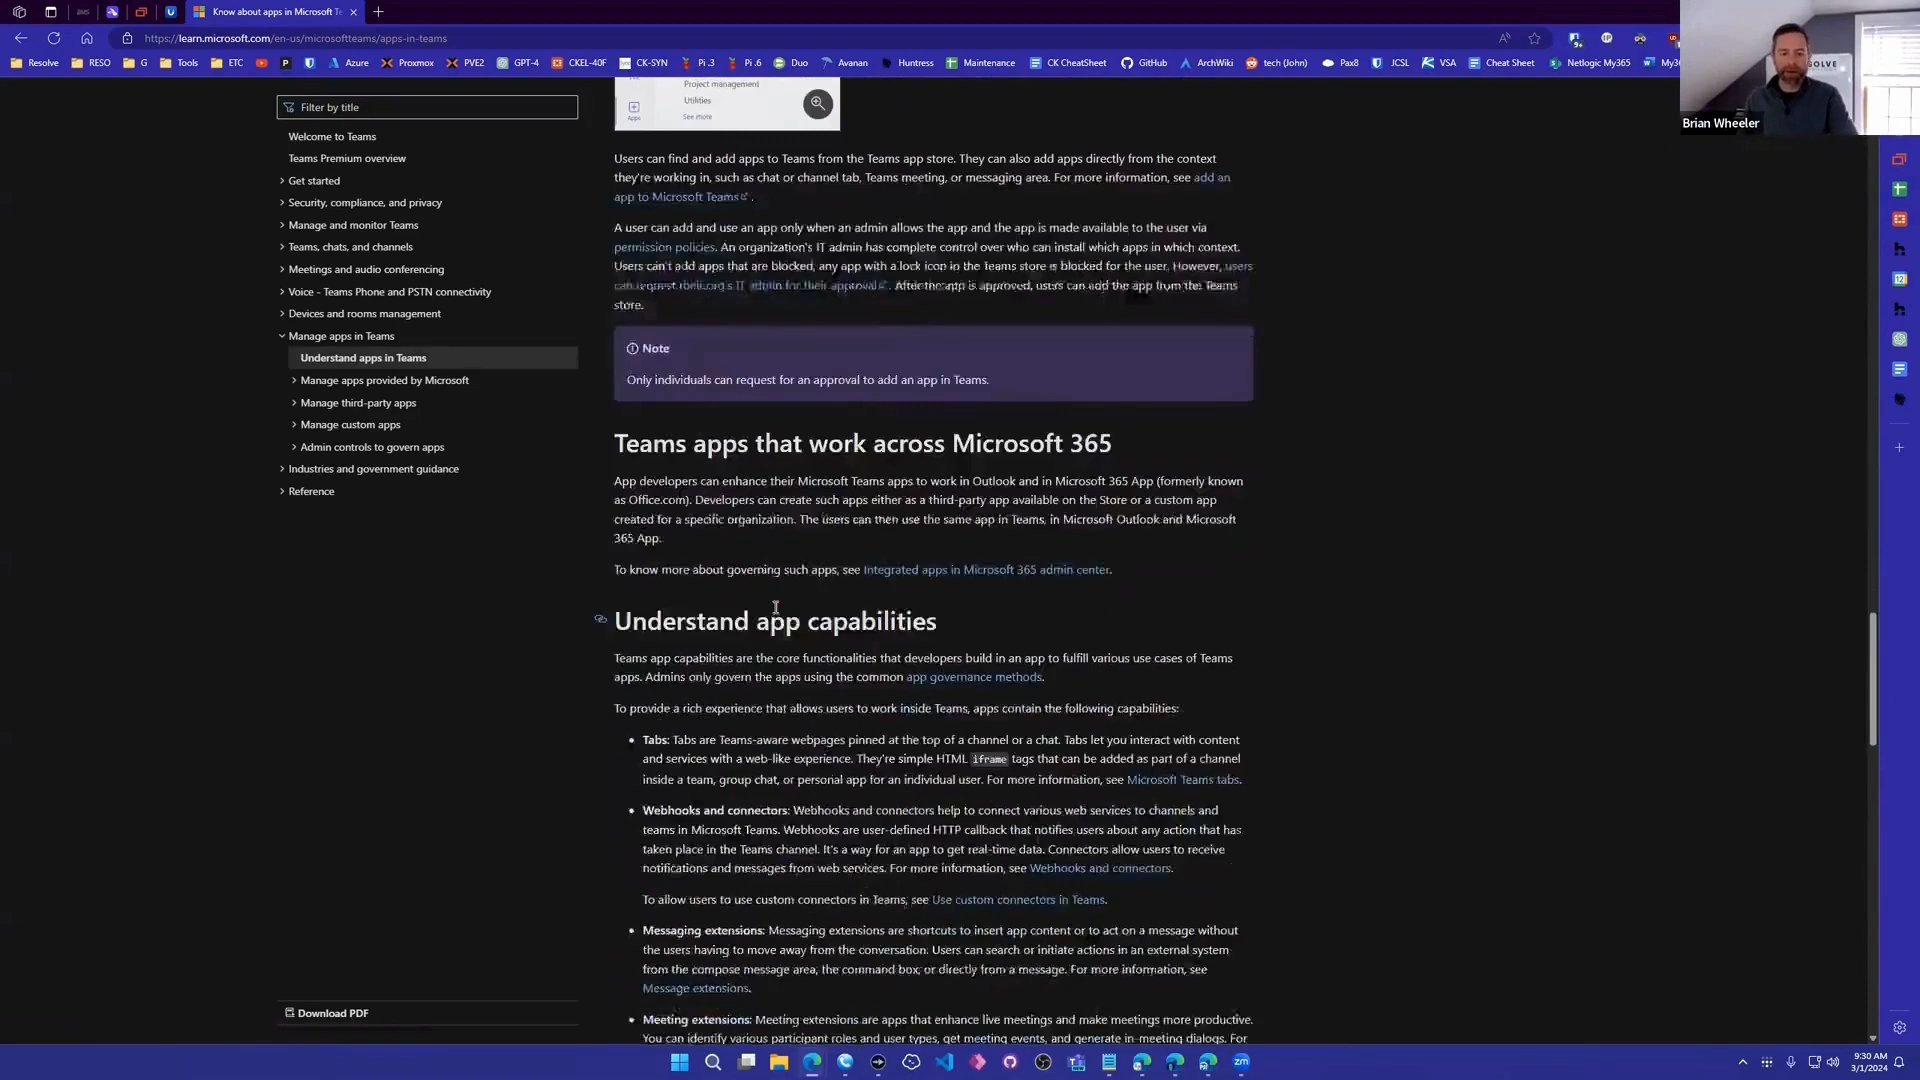 Know about apps in Microsoft Te
https://learn.microsoft.com/en-us/microsoftteams/apps-in-teams
Resolve
RESO
G
Tools
ETC
P
Azure
Proxmox
PVE2
GPT-4
CKEL-40F
CK-SYN
Pi .3
Pi .6
Duo
Avanan
Huntress
Maintenance
CK CheatSheet
GitHub
ArchWiki
tech (John)
Pax8
JCSL
VSA
Cheat Sheet
Netlogic My365
Brian Wheeler
Filter by title
Welcome to Teams
Teams Premium overview
Get started
Security, compliance, and privacy
Manage and monitor Teams
Teams, chats, and channels
Meetings and audio conferencing
Voice - Teams Phone and PSTN connectivity
Devices and rooms management
Manage apps in Teams
Understand apps in Teams
Manage apps provided by Microsoft
Manage third-party apps
Manage custom apps
Admin controls to govern apps
Industries and government guidance
Reference
Download PDF
Project management
Utilities
Apps
See more
Users can find and add apps to Teams from the Teams app store. They can also add apps directly from the context
they're working in, such as chat or channel tab, Teams meeting, or messaging area. For more information, see add an
app to Microsoft Teams.
A user can add and use an app only when an admin allows the app and the app is made available to the user via
permission policies. An organization's IT admin has complete control over who can install which apps in which context.
Users can't add apps that are blocked, any app with a lock icon in the Teams store is blocked for the user. However, users
can request their org's IT admin for their approval. After the app is approved, users can add the app from the Teams
store.
Note
Only individuals can request for an approval to add an app in Teams.
Teams apps that work across Microsoft 365
App developers can enhance their Microsoft Teams apps to work in Outlook and in Microsoft 365 App (formerly known
as Office.com). Developers can create such apps either as a third-party app available on the Store or a custom app
created for a specific organization. The users can then use the same app in Teams, in Microsoft Outlook and Microsoft
365 App.
To know more about governing such apps, see Integrated apps in Microsoft 365 admin center.
Understand app capabilities
Teams app capabilities are the core functionalities that developers build in an app to fulfill various use cases of Teams
apps. Admins only govern the apps using the common app governance methods.
To provide a rich experience that allows users to work inside Teams, apps contain the following capabilities:
• Tabs: Tabs are Teams-aware webpages pinned at the top of a channel or a chat. Tabs let you interact with content
and services with a web-like experience. They're simple HTML iframe tags that can be added as part of a channel
inside a team, group chat, or personal app for an individual user. For more information, see Microsoft Teams tabs.
• Webhooks and connectors: Webhooks and connectors help to connect various web services to channels and
teams in Microsoft Teams. Webhooks are user-defined HTTP callback that notifies users about any action that has
taken place in the Teams channel. It's a way for an app to get real-time data. Connectors allow users to receive
notifications and messages from web services. For more information, see Webhooks and connectors.
To allow users to use custom connectors in Teams, see Use custom connectors in Teams.
• Messaging extensions: Messaging extensions are shortcuts to insert app content or to act on a message without
the users having to move away from the conversation. Users can search or initiate actions in an external system
from the compose message area, the command box, or directly from a message. For more information, see
Message extensions.
• Meeting extensions: Meeting extensions are apps that enhance live meetings and make meetings more productive.
You can identify various participant roles and user types, get meeting events, and generate in-meeting dialogs. For
zm
9:30 AM
3/1/2024